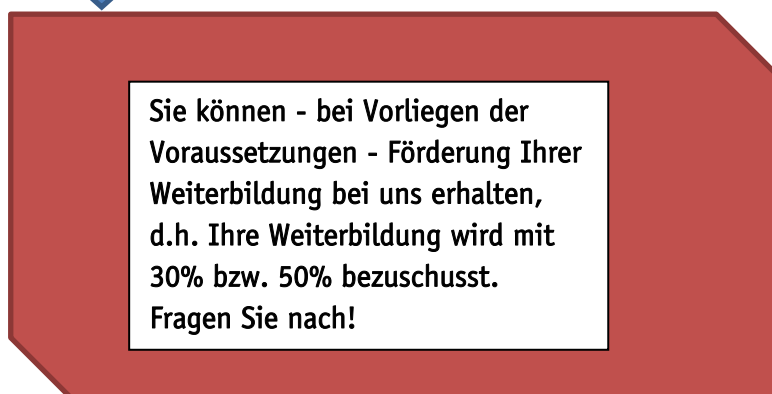 Sie können - bei Vorliegen der
Voraussetzungen - Förderung Ihrer
Weiterbildung bei uns erhalten,
d.h. Ihre Weiterbildung wird mit
30% bzw. 50% bezuschusst.
Fragen Sie nach!